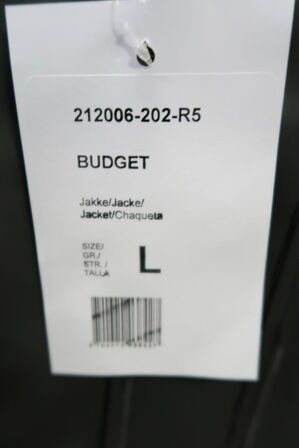 212006-202-R5
BUDGET
Jakke/Jacke/
Jacket/Chaqueta
SIZE/
GR./
STR. /
TALLA
L